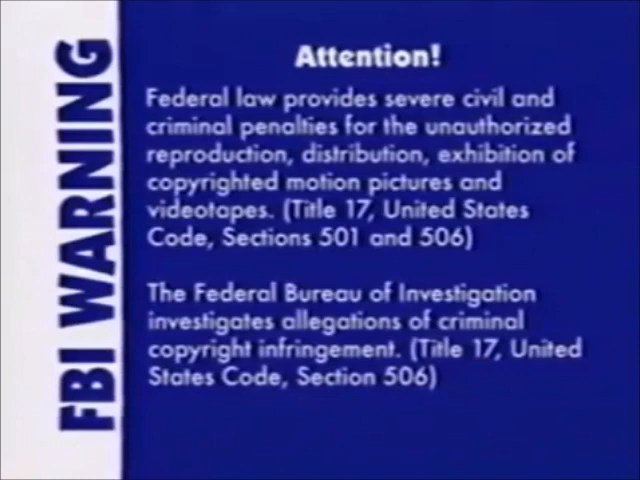 FBI WARNING
Attention!
Federal law provides severe civil and
criminal penalties for the unauthorized
reproduction, distribution, exhibition of
copyrighted motion pictures and
videotapes. (Title 17, United States
Code, Sections 501 and 506)
The Federal Bureau of Investigation
investigates allegations of criminal
copyright infringement. (Title 17, United
States Code, Section 506)